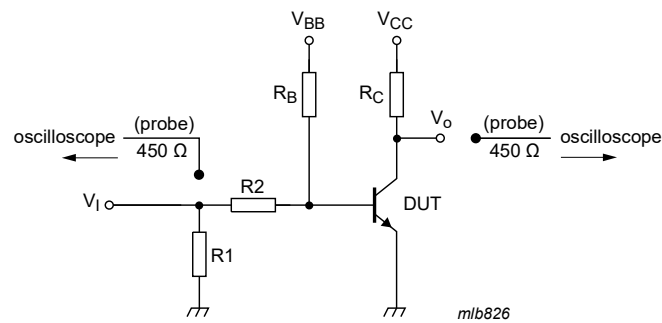 V_BB
V_CC
R_B
R_C
(probe)
oscilloscope
450 Ω
V_o
(probe)
oscilloscope
450 Ω
R2
V_I
DUT
R1
mlb826